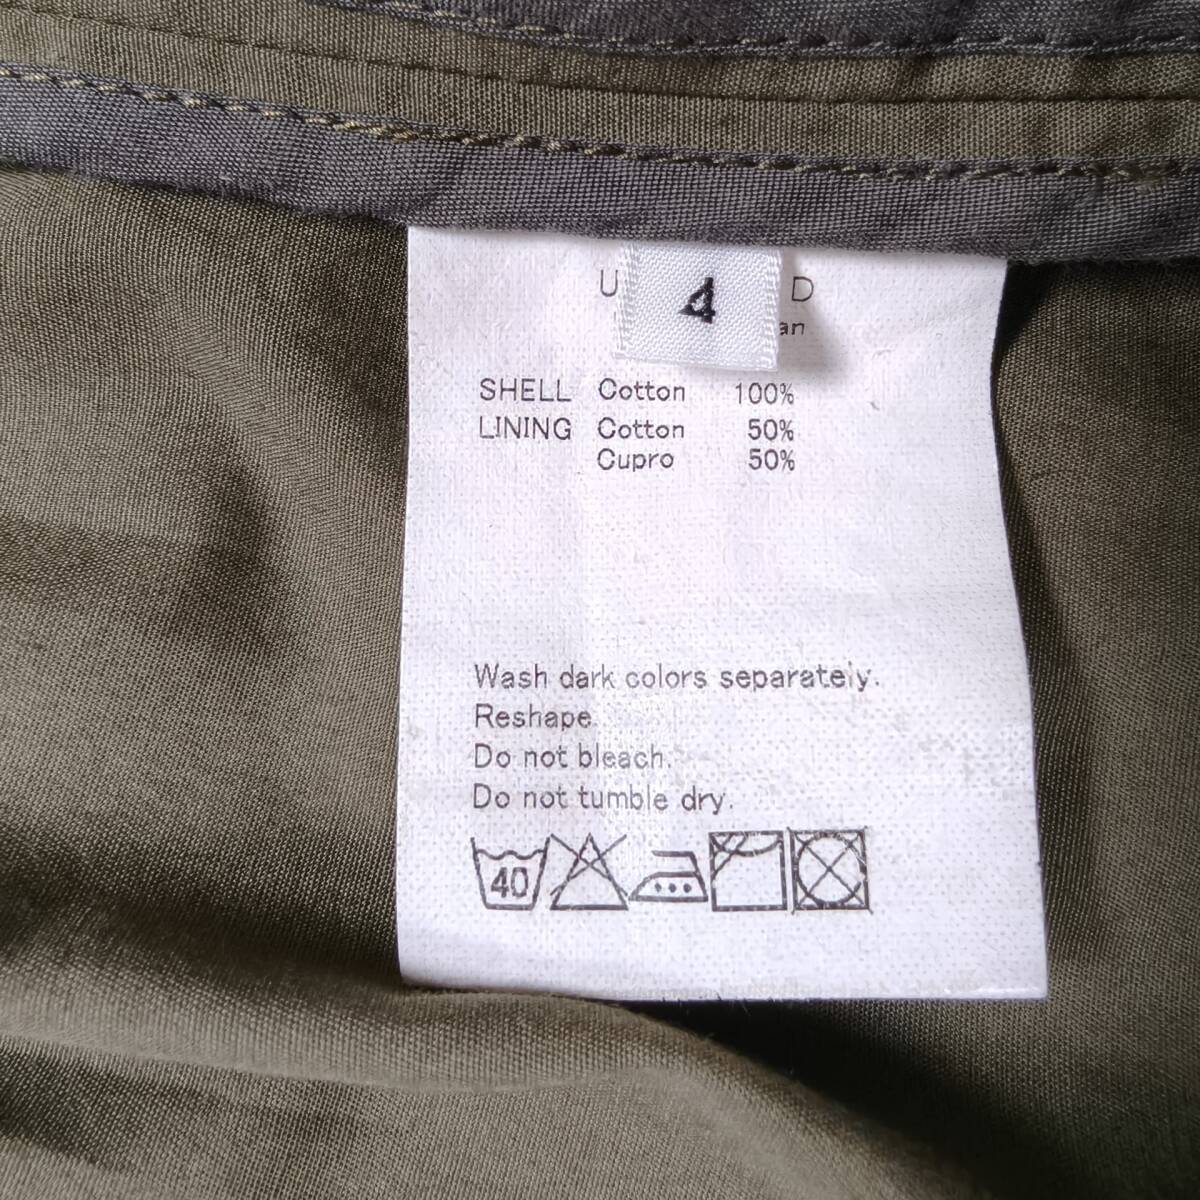 U 4 D
an
SHELL Cotton 100%
LINING Cotton 50%
Cupro 50%
Wash dark colors separately.
Reshape.
Do not bleach.
Do not tumble dry.
40